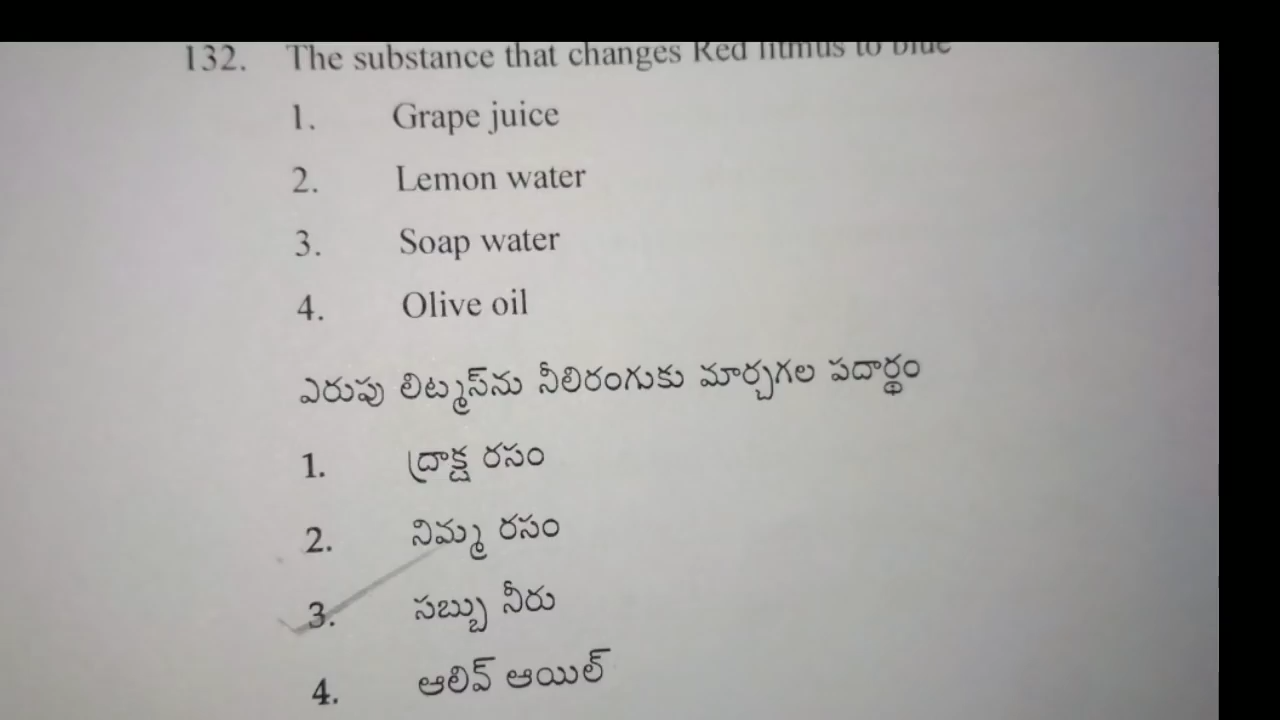 132. The substance that changes Red litmus to blue
1. Grape juice
2. Lemon water
3. Soap water
4. Olive oil
ఎరుపు లిట్మస్‌ను నీలిరంగుకు మార్చగల పదార్థం
1. ద్రాక్ష రసం
2. నిమ్మ రసం
3. సబ్బు నీరు
4. ఆలివ్ ఆయిల్